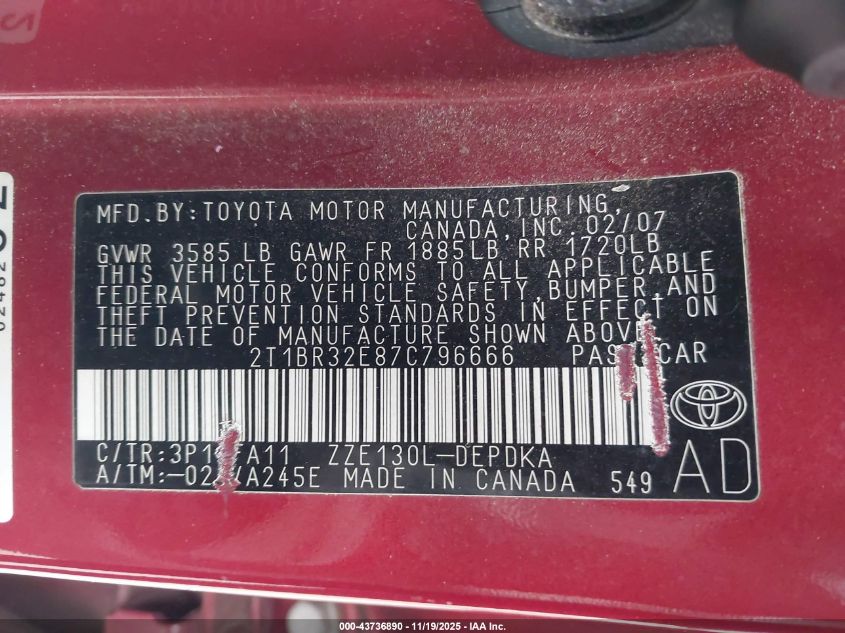 MFD. BY: TOYOTA MOTOR MANUFACTURING,
CANADA, INC. 02/07
GVWR 3585 LB GAWR FR 1885LB RR 1720LB
THIS VEHICLE CONFORMS TO ALL APPLICABLE
FEDERAL MOTOR VEHICLE SAFETY, BUMPER, AND
THEFT PREVENTION STANDARDS IN EFFECT ON
THE DATE OF MANUFACTURE SHOWN ABOVE.
2T1BR32E87C796666 CAR
C/TR: ZZE130L-DEPDKA
A/TM: MADE IN CANADA 549 AD
000-43736890 - 11/19/2025 - IAA Inc.